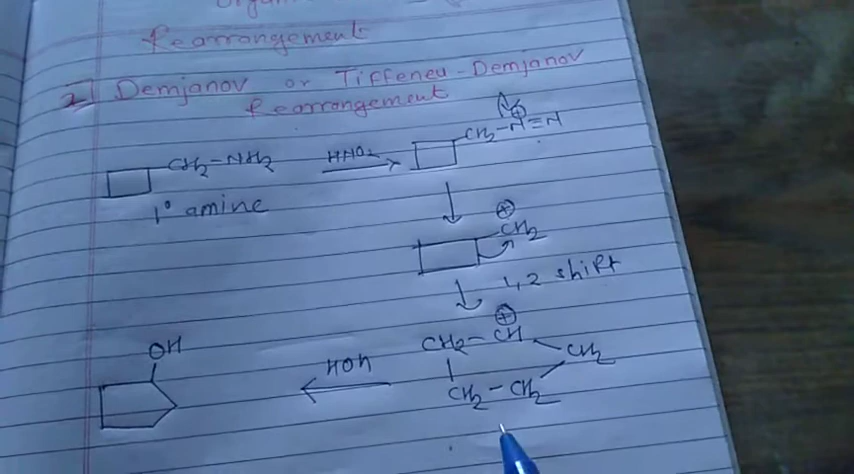 Rearrangement
2] Demjanov or Tiffeneu-Demjanov
Rearrangement
CH2-NH2
HNO2
CH2-N≡N
⊕
1° amine
⊕
CH2
1,2 shift
⊕
CH2-CH
CH2
CH2-CH2
HOH
OH